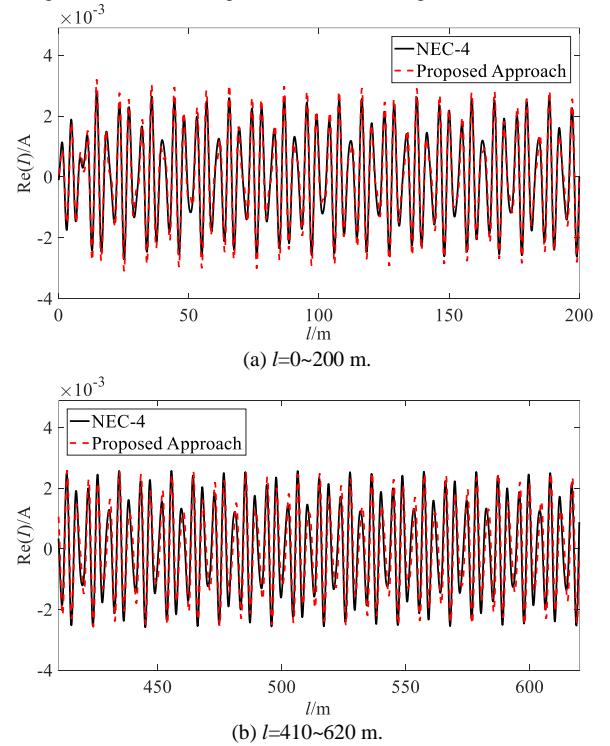 ×10⁻³
4
2
0
-2
-4
Re(I)/A
NEC-4
Proposed Approach
0 50 100 150 200
l/m
(a) l=0~200 m.
×10⁻³
4
2
0
-2
-4
Re(I)/A
NEC-4
Proposed Approach
450 500 550 600
l/m
(b) l=410~620 m.